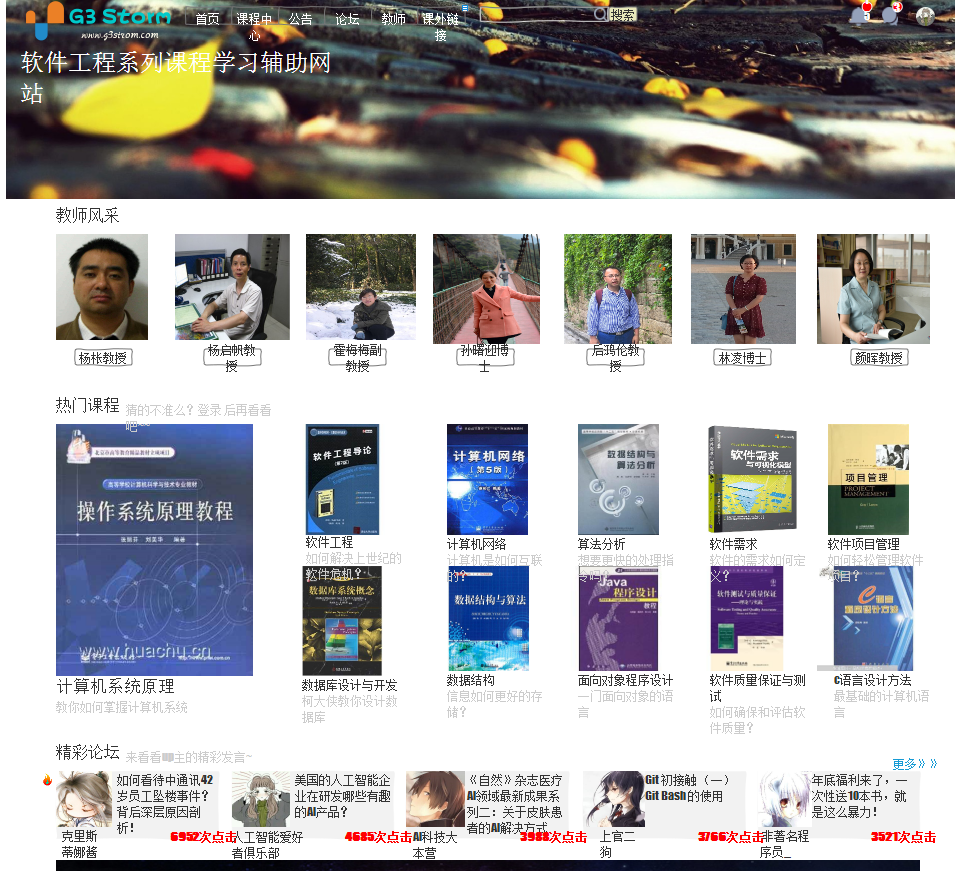 G3 Storm
www.g3strom.com
首页
课程中
心
公告
论坛
教师
课外链
接
搜索
软件工程系列课程学习辅助网
站
教师风采
杨枨教授
杨启帆教
授
霍梅梅副
教授
孙曙迎博
士
后鸿伦教
授
林凌博士
颜晖教授
热门课程
猜的不准么？登录后再看看
吧~~
高等学校计算机科学与技术专业教材
操作系统原理教程
www.huachu.cn
计算机系统原理
教你如何掌握计算机系统
软件工程导论
软件工程
如何解决上世纪的
软件危机？
计算机网络
(第5版)
计算机网络
计算机是如何互联
的？
数据结构与
算法分析
算法分析
想要更快的处理指
软件需求
与可视化模型
软件需求
软件的需求如何定
义？
项目管理
PROJECT
MANAGEMENT
软件项目管理
如何轻松管理软件
项目？
数据库系统概念
数据库设计与开发
柯大侠教你设计数
据库
数据结构与算法
数据结构
信息如何更好的存
储？
Java
程序设计
教程
面向对象程序设计
一门面向对象的语
言
软件测试与质量保证
软件质量保证与测
试
如何确保和评估软
件质量？
C语言
程序设计方法
C语言设计方法
最基础的计算机语
言
精彩论坛
来看看吧主的精彩发言~
更多》》
如何看待中通讯42
岁员工坠楼事件？
背后深层原因剖
析！
克里斯
蒂娜酱
6952次点击
美国的人工智能企
业在研发哪些有趣
的AI产品？
人工智能爱好
者俱乐部
4685次点击
《自然》杂志医疗
AI领域最新成果系
列二：关于皮肤患
者的AI解决方式
AI科技大
本营
3988次点击
Git初接触（一）
Git Bash的使用
上官二
狗
3766次点击
年底福利来了，一
次性送10本书，就
是这么暴力！
非著名程
序员_
3521次点击